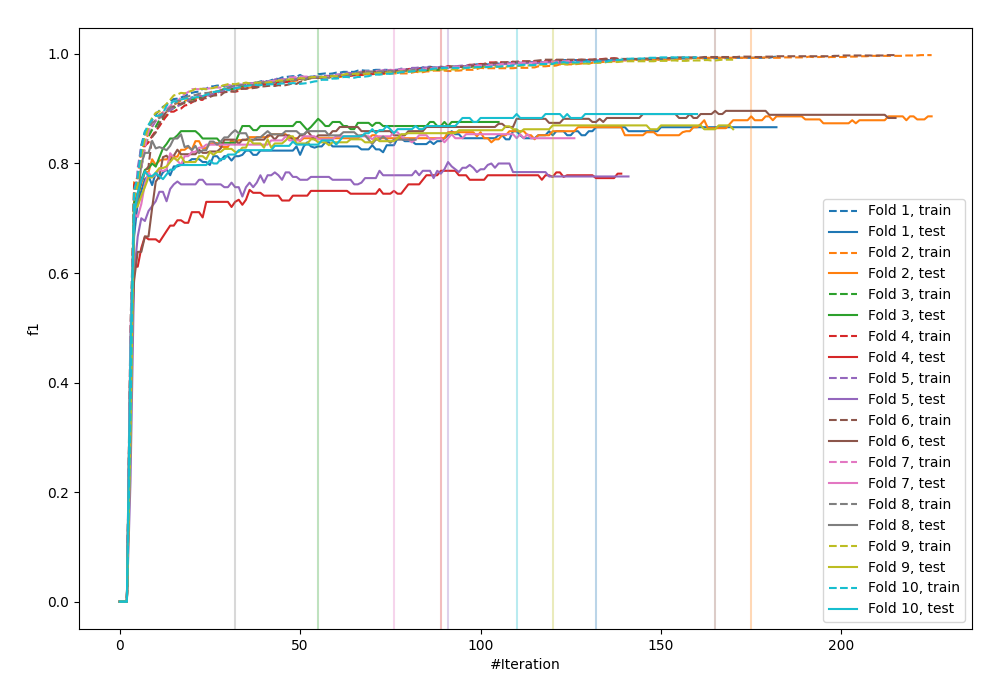 1.0
0.8
0.6
0.4
0.2
0.0
f1
0
50
100
150
200
#Iteration
Fold 1, train
Fold 1, test
Fold 2, train
Fold 2, test
Fold 3, train
Fold 3, test
Fold 4, train
Fold 4, test
Fold 5, train
Fold 5, test
Fold 6, train
Fold 6, test
Fold 7, train
Fold 7, test
Fold 8, train
Fold 8, test
Fold 9, train
Fold 9, test
Fold 10, train
Fold 10, test